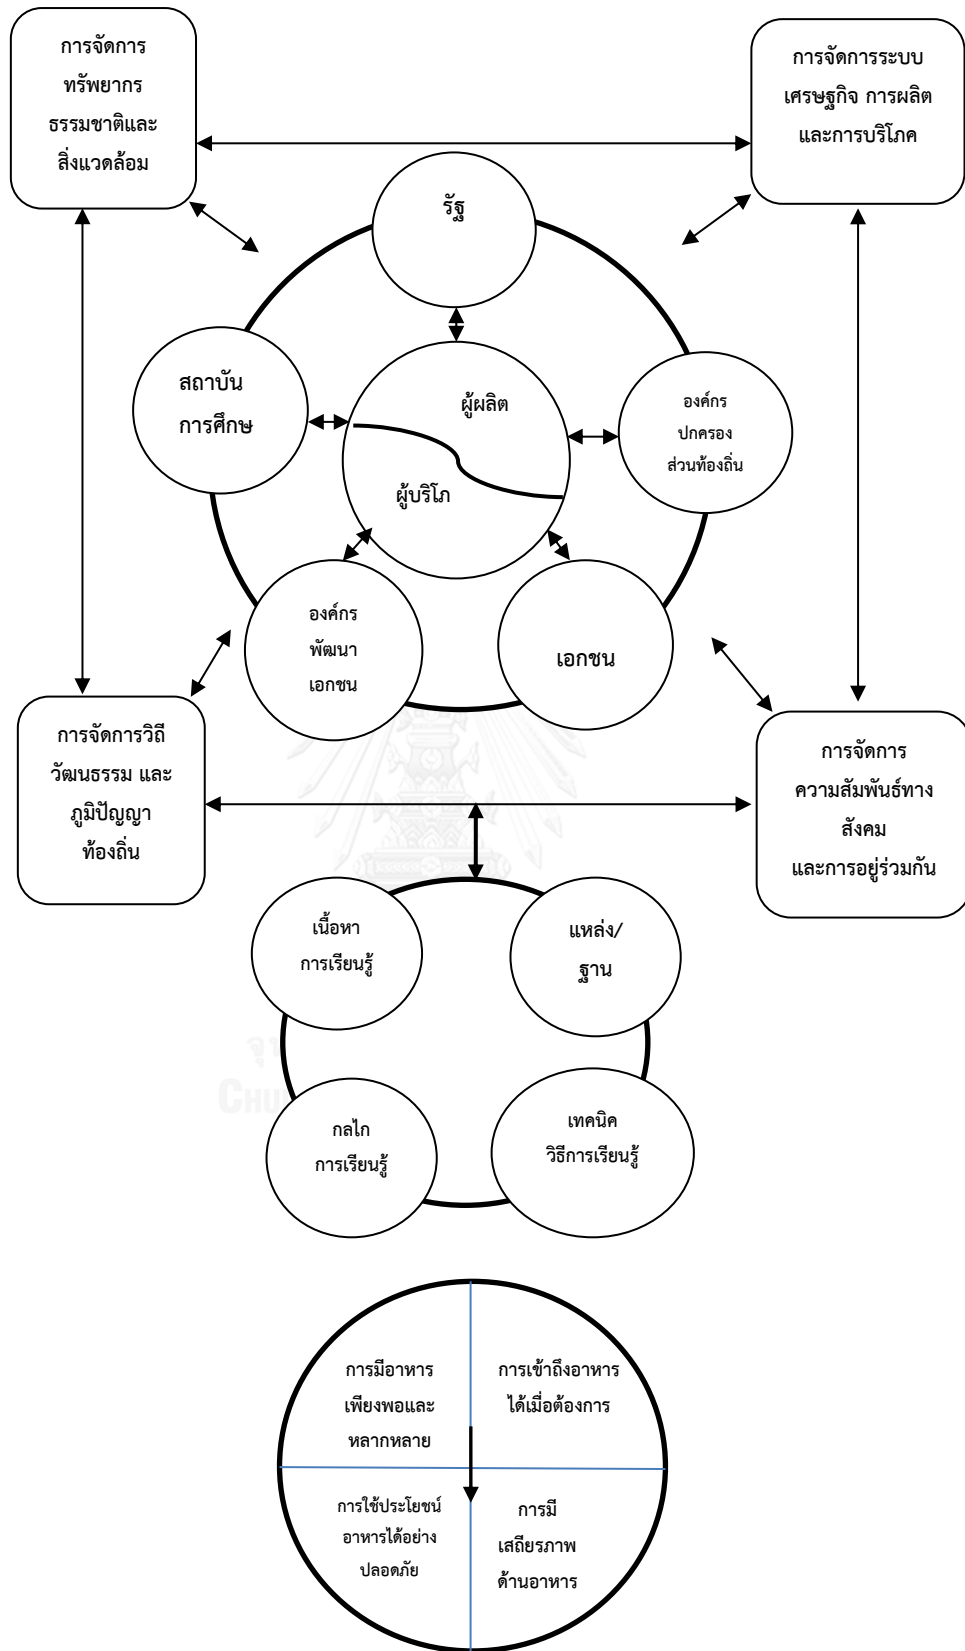 การจัดการ
ทรัพยากร
ธรรมชาติและ
สิ่งแวดล้อม
การจัดการระบบ
เศรษฐกิจ การผลิต
และการบริโภค
รัฐ
สถาบัน
การศึกษ
ผู้ผลิต
ผู้บริโภ
องค์กร
ปกครอง
ส่วนท้องถิ่น
องค์กร
พัฒนา
เอกชน
เอกชน
การจัดการวิถี
วัฒนธรรม และ
ภูมิปัญญา
ท้องถิ่น
การจัดการ
ความสัมพันธ์ทาง
สังคม
และการอยู่ร่วมกัน
เนื้อหา
การเรียนรู้
แหล่ง/
ฐาน
กลไก
การเรียนรู้
เทคนิค
วิธีการเรียนรู้
การมีอาหาร
เพียงพอและ
หลากหลาย
การเข้าถึงอาหาร
ได้เมื่อต้องการ
การใช้ประโยชน์
อาหารได้อย่าง
ปลอดภัย
การมี
เสถียรภาพ
ด้านอาหาร